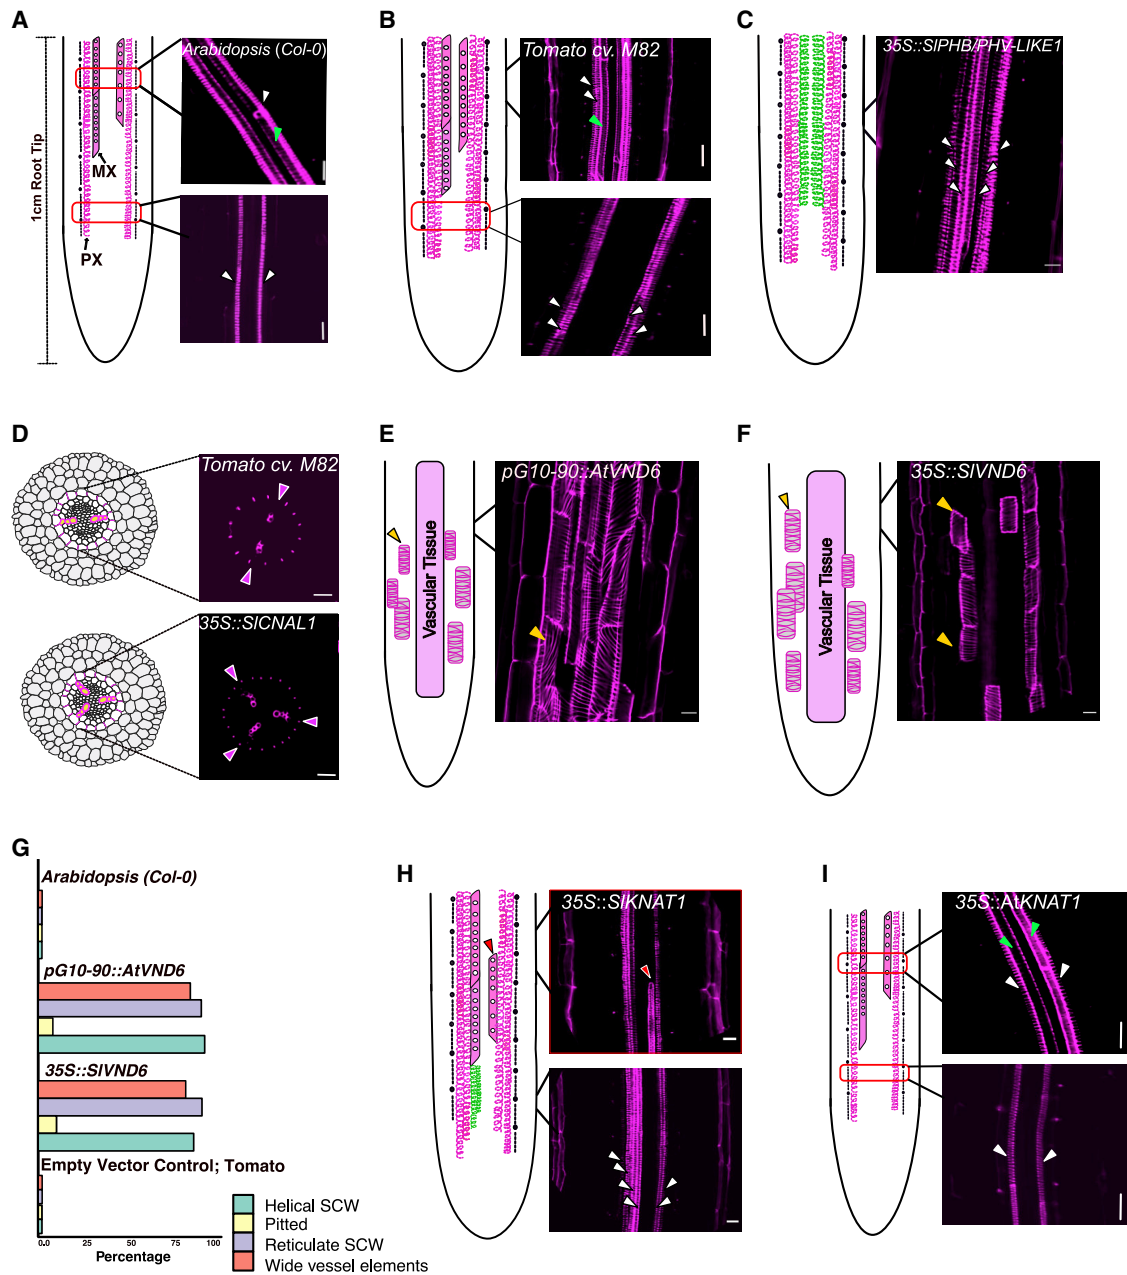 A
Arabidopsis (Col-0)
1cm Root Tip
MX
PX
B
Tomato cv. M82
C
35S::SlPHB/PHV-LIKE1
D
Tomato cv. M82
35S::SlCNAL1
E
pG10-90::AtVND6
Vascular Tissue
F
35S::SlVND6
Vascular Tissue
G
Arabidopsis (Col-0)
pG10-90::AtVND6
35S::SlVND6
Empty Vector Control; Tomato
0.0 25 50 75 100
Percentage
Helical SCW
Pitted
Reticulate SCW
Wide vessel elements
H
35S::SlKNAT1
I
35S::AtKNAT1